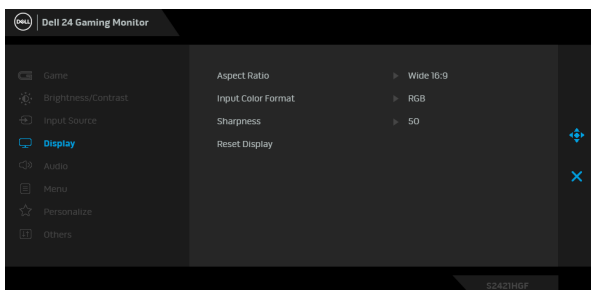 DELL Dell 24 Gaming Monitor
Game
Brightness/Contrast
Input Source
Display
Audio
Menu
Personalize
Others
Aspect Ratio Wide 16:9
Input Color Format RGB
Sharpness 50
Reset Display
S2421HGF